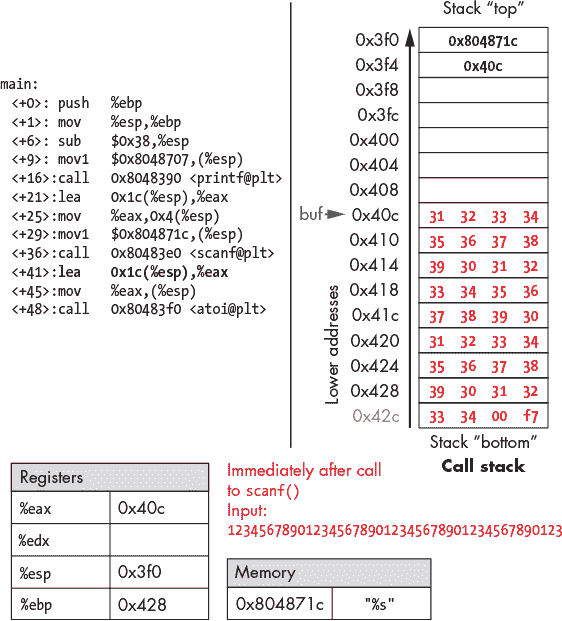 main:
<+0>: push %ebp
<+1>: mov %esp,%ebp
<+6>: sub $0x38,%esp
<+9>: mov1 $0x8048707,(%esp)
<+16>:call 0x8048390 <printf@plt>
<+21>:lea 0x1c(%esp),%eax
<+25>:mov %eax,0x4(%esp)
<+29>:mov1 $0x804871c,(%esp)
<+36>:call 0x80483e0 <scanf@plt>
<+41>:lea 0x1c(%esp),%eax
<+45>:mov %eax,(%esp)
<+48>:call 0x80483f0 <atoi@plt>
Stack “top”
0x3f0 0x804871c
0x3f4 0x40c
0x3f8
0x3fc
0x400
0x404
0x408
buf 0x40c 31 32 33 34
0x410 35 36 37 38
0x414 39 30 31 32
0x418 33 34 35 36
0x41c 37 38 39 30
0x420 31 32 33 34
0x424 35 36 37 38
0x428 39 30 31 32
0x42c 33 34 00 f7
Lower addresses
Stack “bottom”
Call stack
Registers
%eax 0x40c
%edx
%esp 0x3f0
%ebp 0x428
Immediately after call
to scanf()
Input:
1234567890123456789012345678901234567890123
Memory
0x804871c "%s"